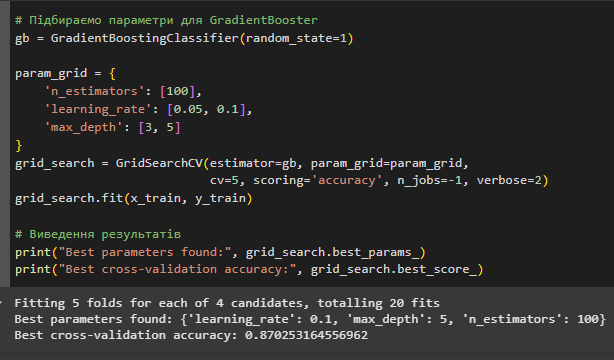 # Підбираємо параметри для GradientBooster
gb = GradientBoostingClassifier(random_state=1)
param_grid = {
'n_estimators': [100],
'learning_rate': [0.05, 0.1],
'max_depth': [3, 5]
}
grid_search = GridSearchCV(estimator=gb, param_grid=param_grid,
cv=5, scoring='accuracy', n_jobs=-1, verbose=2)
grid_search.fit(x_train, y_train)
# Виведення результатів
print("Best parameters found:", grid_search.best_params_)
print("Best cross-validation accuracy:", grid_search.best_score_)
Fitting 5 folds for each of 4 candidates, totalling 20 fits
Best parameters found: {'learning_rate': 0.1, 'max_depth': 5, 'n_estimators': 100}
Best cross-validation accuracy: 0.870253164556962